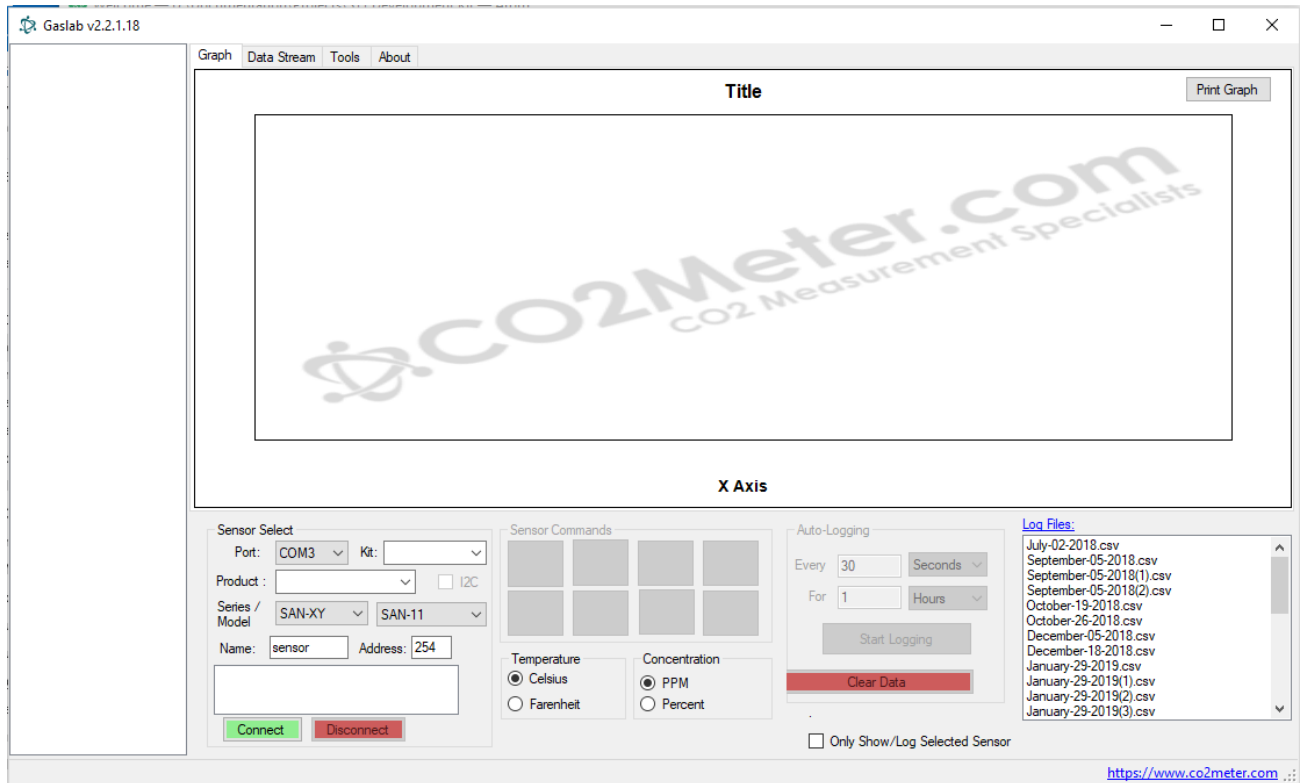 Gaslab v2.2.1.18
Graph Data Stream Tools About
Title
Print Graph
CO2Meter.com
CO2 Measurement Specialists
X Axis
Sensor Select
Port: COM3 Kit:
Product :
I2C
Series / Model SAN-XY SAN-11
Name: sensor Address: 254
Connect Disconnect
Sensor Commands
Temperature
Celsius
Farenheit
Concentration
PPM
Percent
Auto-Logging
Every 30 Seconds
For 1 Hours
Start Logging
Clear Data
Only Show/Log Selected Sensor
Log Files:
July-02-2018.csv
September-05-2018.csv
September-05-2018(1).csv
September-05-2018(2).csv
October-19-2018.csv
October-26-2018.csv
December-05-2018.csv
December-18-2018.csv
January-29-2019.csv
January-29-2019(1).csv
January-29-2019(2).csv
January-29-2019(3).csv
https://www.co2meter.com